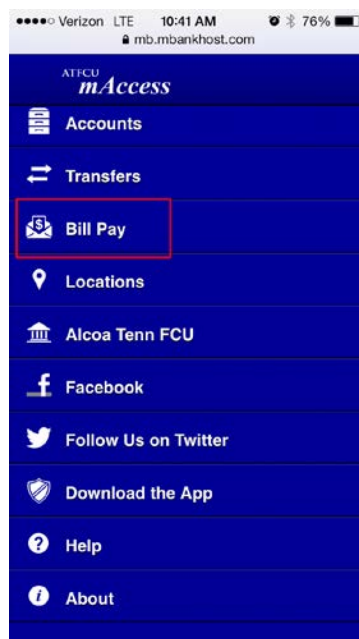 Verizon LTE 10:41 AM 76%
mb.mbankhost.com
ATFCU
mAccess
Accounts
Transfers
$ Bill Pay
Locations
Alcoa Tenn FCU
f Facebook
Follow Us on Twitter
Download the App
? Help
i About